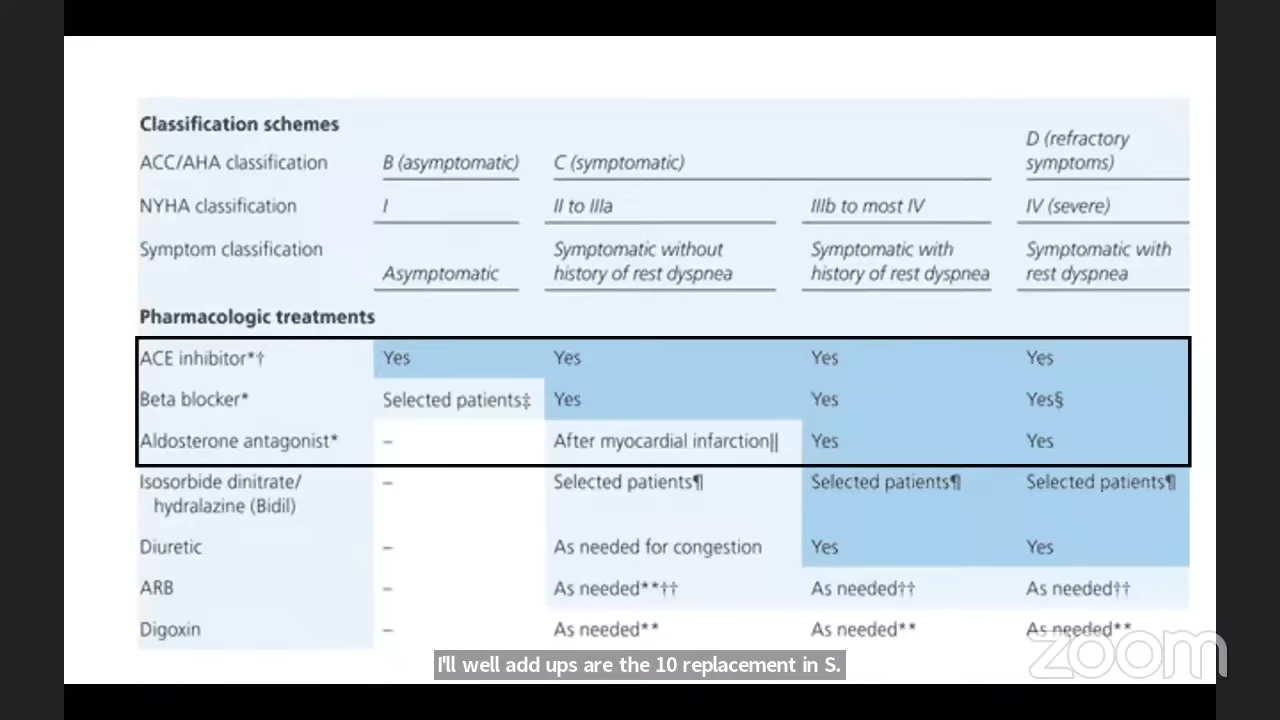 Classification schemes
ACC/AHA classification B (asymptomatic) C (symptomatic) D (refractory symptoms)
NYHA classification I II to IIIa IIIb to most IV IV (severe)
Symptom classification Asymptomatic Symptomatic without history of rest dyspnea Symptomatic with history of rest dyspnea Symptomatic with rest dyspnea
Pharmacologic treatments
ACE inhibitor*† Yes Yes Yes Yes
Beta blocker* Selected patients‡ Yes Yes Yes§
Aldosterone antagonist* – After myocardial infarction|| Yes Yes
Isosorbide dinitrate/ hydralazine (Bidil) – Selected patients¶ Selected patients¶ Selected patients¶
Diuretic – As needed for congestion Yes Yes
ARB – As needed**†† As needed†† As needed††
Digoxin – As needed** As needed** As needed**
zoom
I'll well add ups are the 10 replacement in S.